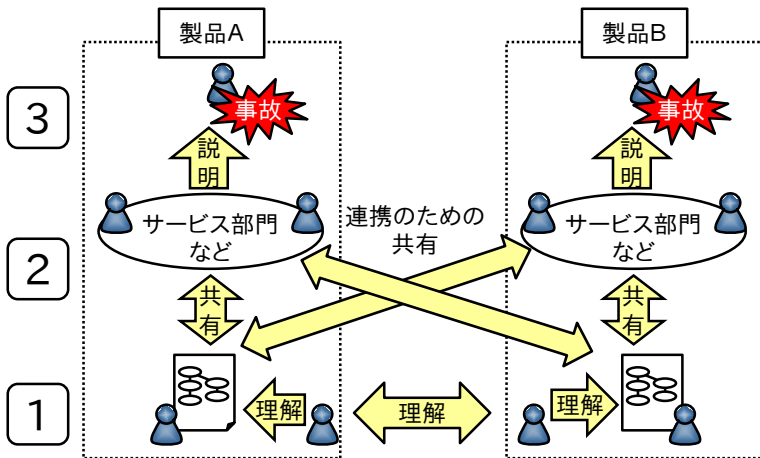 製品A
製品B
3
事故
事故
説
明
説
明
サービス部門
など
連携のための
共有
サービス部門
など
2
共
有
共
有
1
理解
理解
理解